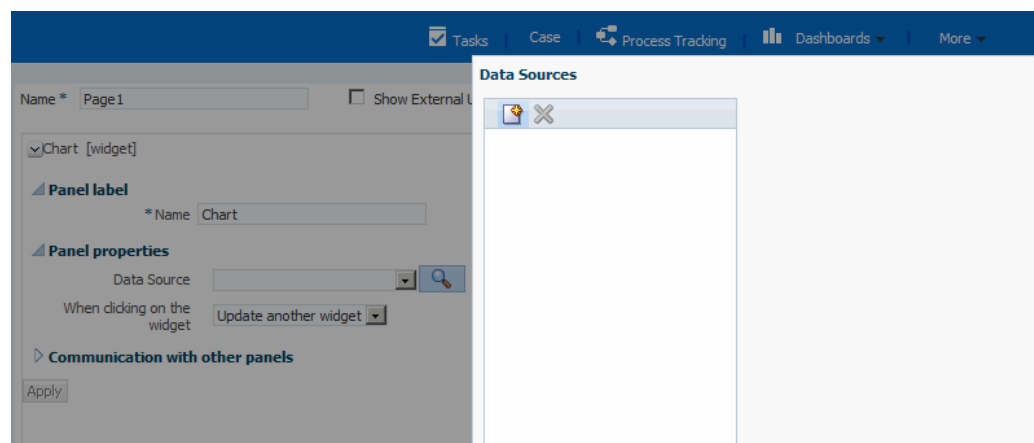 Tasks | Case | Process Tracking | Dashboards | More
Data Sources
Name * Page1 Show External U
Chart [widget]
Panel label
* Name Chart
Panel properties
Data Source
When clicking on the
widget Update another widget
Communication with other panels
Apply